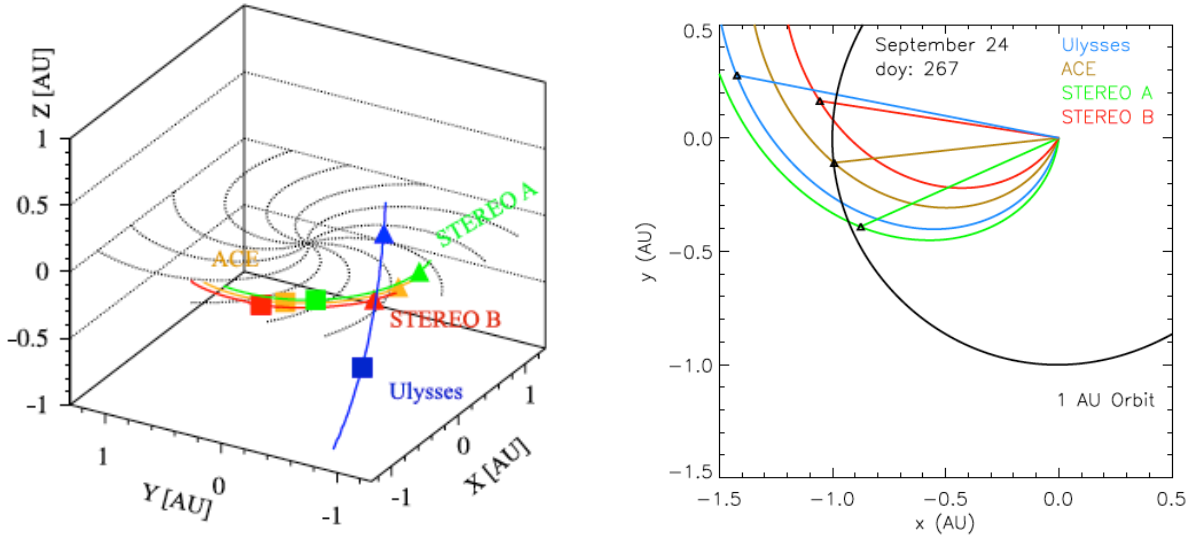 Z [AU]
1
0.5
0
-0.5
-1
ACE
STEREO A
STEREO B
Ulysses
1
0
-1
Y [AU]
-1
0
1
X [AU]
0.5
0.0
-0.5
-1.0
-1.5
y (AU)
September 24
doy: 267
Ulysses
ACE
STEREO A
STEREO B
1 AU Orbit
-1.5
-1.0
-0.5
0.0
0.5
x (AU)